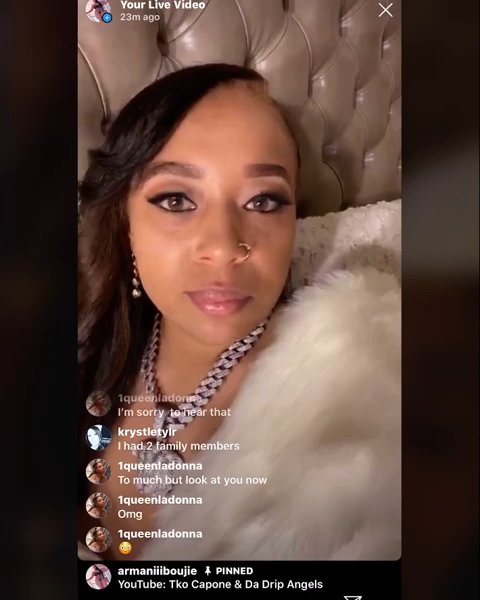 Your Live Video
23m ago
1queenladonna
I'm sorry to hear that
krystletylr
I had 2 family members
1queenladonna
To much but look at you now
1queenladonna
Omg
1queenladonna
😳
armaniiiboujie PINNED
YouTube: Tko Capone & Da Drip Angels